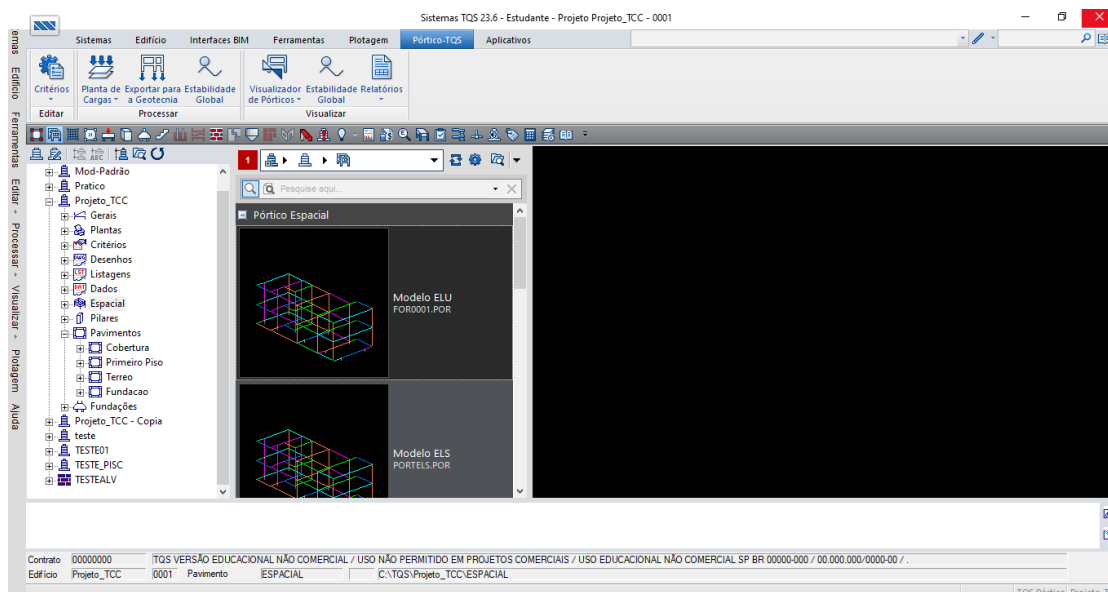 Sistemas TQS 23.6 - Estudante - Projeto Projeto_TCC - 0001
Sistemas Edifício Interfaces BIM Ferramentas Plotagem Pórtico-TQS Aplicativos
Critérios
Planta de Cargas
Exportar para a Geotecnia
Estabilidade Global
Visualizador de Pórticos
Estabilidade Global
Relatórios
Editar Processar Visualizar
emas Edifício Ferramentas Editar Processar Visualizar Plotagem Ajuda
Mod-Padrão
Pratico
Projeto_TCC
Gerais
Plantas
Critérios
Desenhos
Listagens
Dados
Espacial
Pilares
Pavimentos
Cobertura
Primeiro Piso
Terreo
Fundacao
Fundações
Projeto_TCC - Copia
teste
TESTE01
TESTE_PISC
TESTEALV
1
Pesquise aqui...
Pórtico Espacial
Modelo ELU
FOR0001.POR
Modelo ELS
PORTELS.POR
Contrato 00000000 TQS VERSÃO EDUCACIONAL NÃO COMERCIAL / USO NÃO PERMITIDO EM PROJETOS COMERCIAIS / USO EDUCACIONAL NÃO COMERCIAL SP BR 00000-000 / 00.000.000/0000-00 / .
Edifício Projeto_TCC 0001 Pavimento ESPACIAL C:\TQS\Projeto_TCC\ESPACIAL